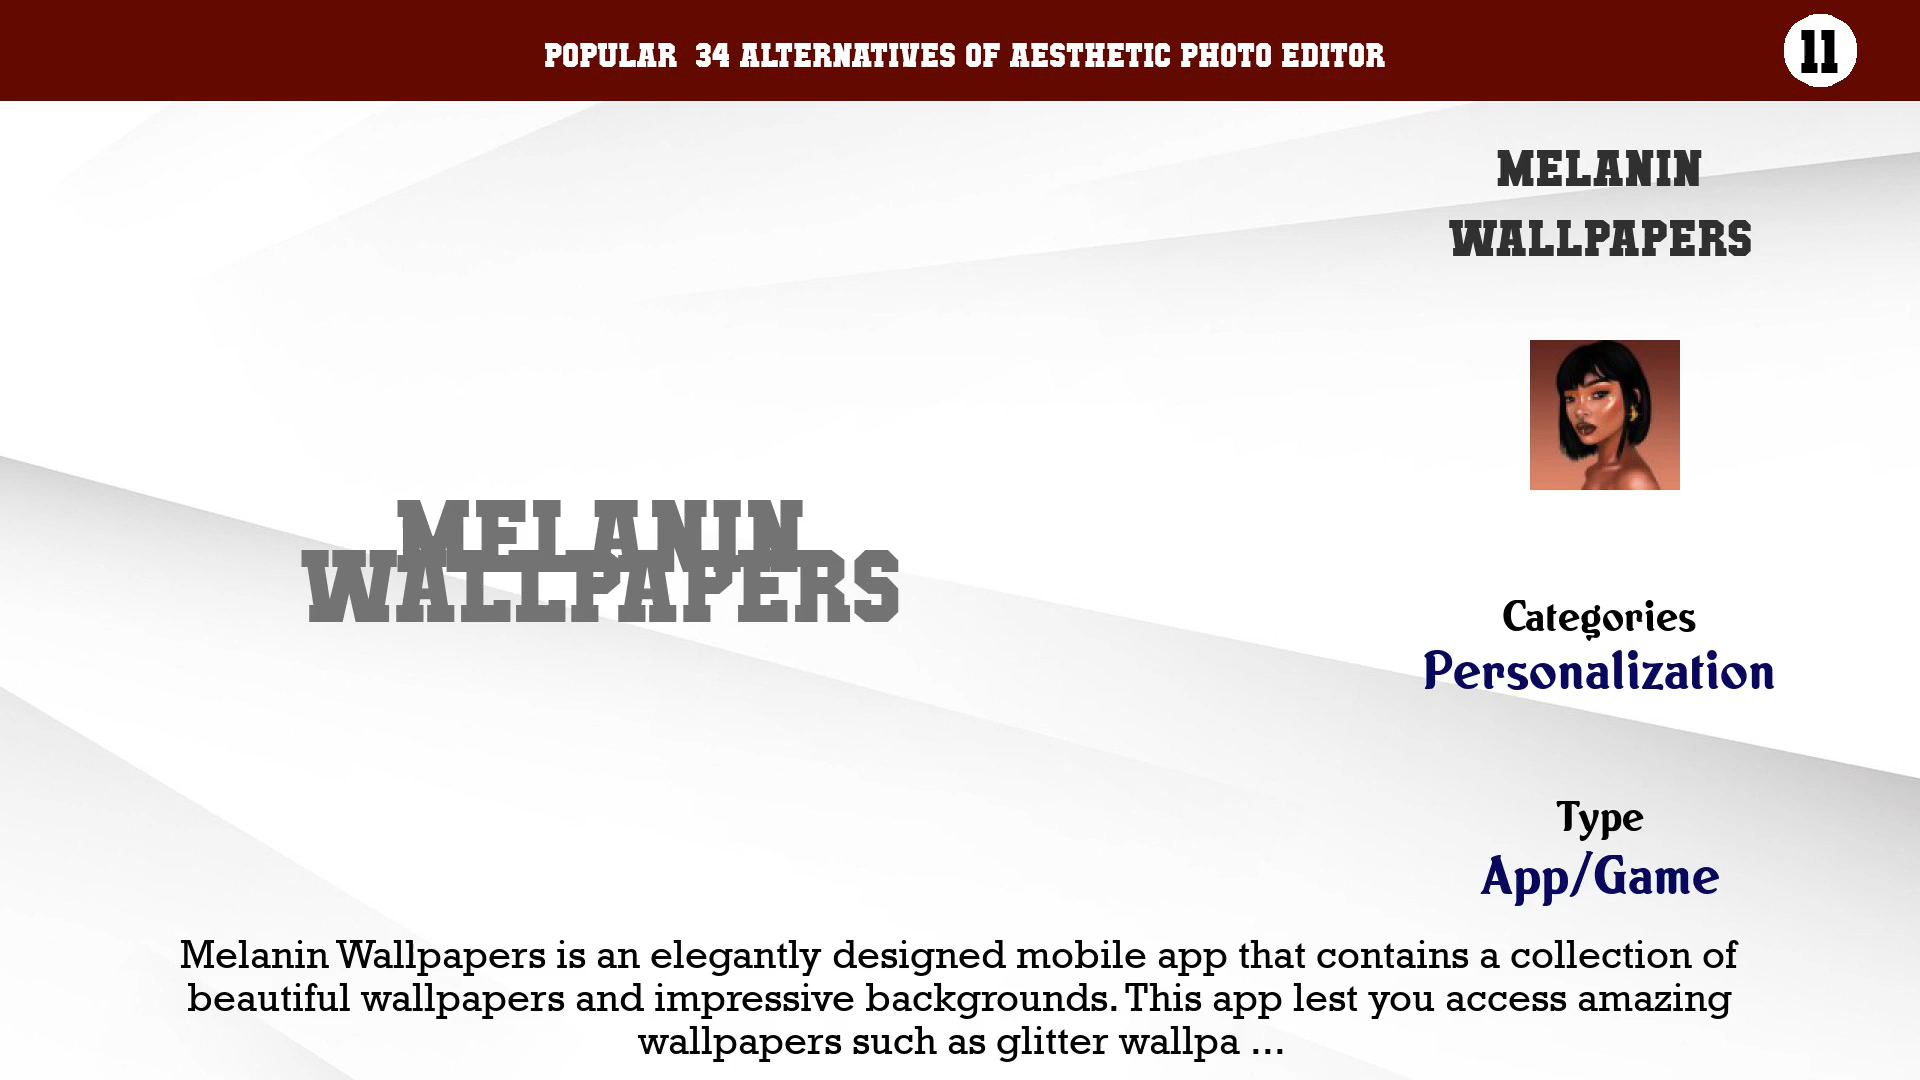 POPULAR 34 ALTERNATIVES OF AESTHETIC PHOTO EDITOR
11
MELANIN
WALLPAPERS
MELANIN
WALLPAPERS
Categories
Personalization
Type
App/Game
Melanin Wallpapers is an elegantly designed mobile app that contains a collection of
beautiful wallpapers and impressive backgrounds. This app lest you access amazing
wallpapers such as glitter wallpa ...